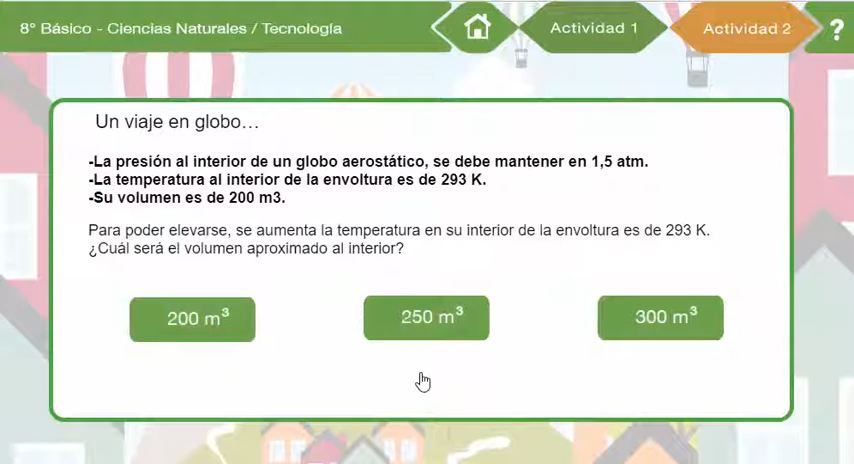 8° Básico - Ciencias Naturales / Tecnología
Actividad 1
Actividad 2
?
Un viaje en globo...
-La presión al interior de un globo aerostático, se debe mantener en 1,5 atm.
-La temperatura al interior de la envoltura es de 293 K.
-Su volumen es de 200 m3.
Para poder elevarse, se aumenta la temperatura en su interior de la envoltura es de 293 K.
¿Cuál será el volumen aproximado al interior?
200 m³
250 m³
300 m³